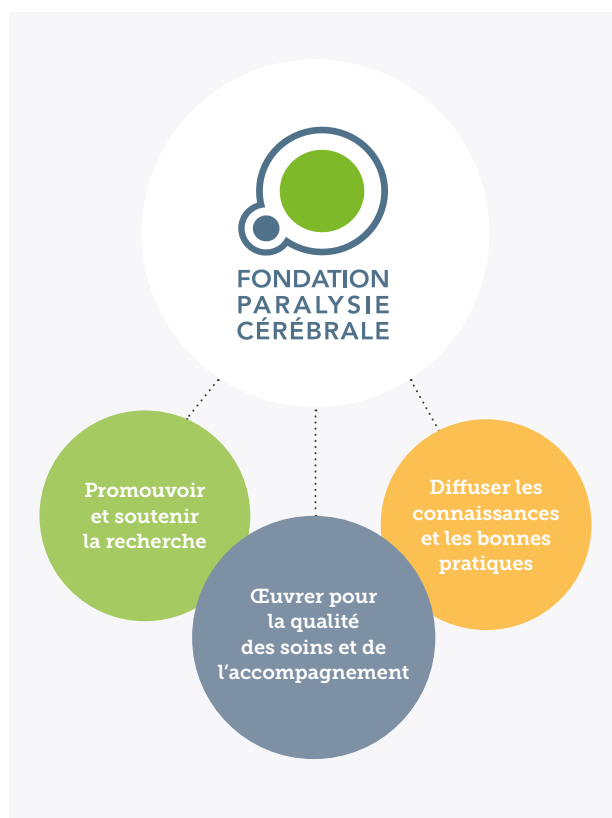 FONDATION
PARALYSIE
CÉRÉBRALE
Promouvoir
et soutenir
la recherche
Œuvrer pour
la qualité
des soins et de
l’accompagnement
Diffuser les
connaissances
et les bonnes
pratiques